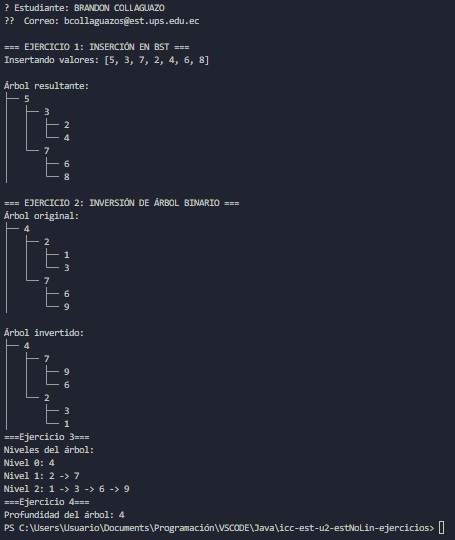 ? Estudiante: BRANDON COLLAGUAZO
?? Correo: bcollaguazos@est.ups.edu.ec
=== EJERCICIO 1: INSERCIÓN EN BST ===
Insertando valores: [5, 3, 7, 2, 4, 6, 8]
Árbol resultante:
├── 5
│   ├── 3
│   │   ├── 2
│   │   └── 4
│   └── 7
│       ├── 6
│       └── 8
=== EJERCICIO 2: INVERSIÓN DE ÁRBOL BINARIO ===
Árbol original:
├── 4
│   ├── 2
│   │   ├── 1
│   │   └── 3
│   └── 7
│       ├── 6
│       └── 9
Árbol invertido:
├── 4
│   ├── 7
│   │   ├── 9
│   │   └── 6
│   └── 2
│       ├── 3
│       └── 1
===Ejercicio 3===
Niveles del árbol:
Nivel 0: 4
Nivel 1: 2 -> 7
Nivel 2: 1 -> 3 -> 6 -> 9
===Ejercicio 4===
Profundidad del árbol: 4
PS C:\Users\Usuario\Documents\Programación\VSCODE\Java\icc-est-u2-estNoLin-ejercicios>